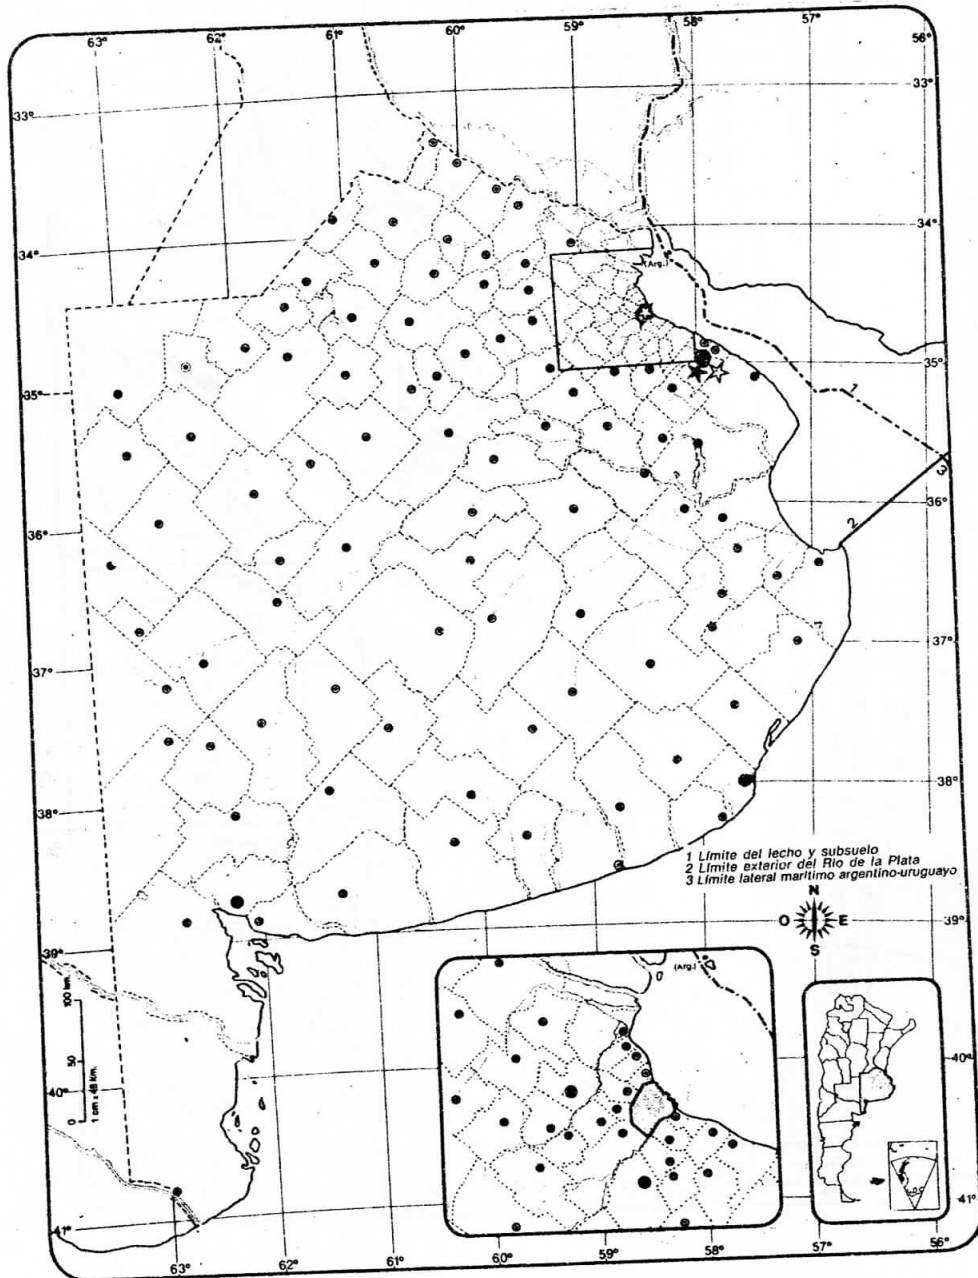 63° 62° 61° 60° 59° 58° 57° 56°
33° 33°
34° 34°
(Arg.)
35° 35°
1
3
36° 36°
2
37° 37°
38° 38°
1 Límite del lecho y subsuelo
2 Límite exterior del Río de la Plata
3 Límite lateral marítimo argentino-uruguayo
N
O E
S
39° 39°
(Arg.)
100 km.
50
0
1 cm = 48 Km.
40° 40°
41° 41°
63° 62° 61° 60° 59° 58° 57° 56°